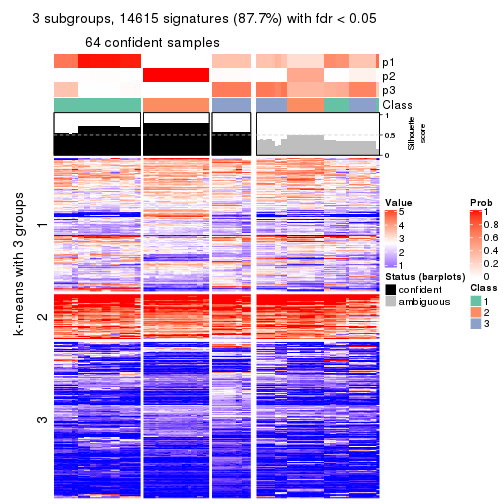 3 subgroups, 14615 signatures (87.7%) with fdr < 0.05
64 confident samples
p1
p2
p3
Class
1
0.5
0
Silhouette
score
k-means with 3 groups
1
2
3
Value
5
4
3
2
1
Status (barplots)
confident
ambiguous
Prob
1
0.8
0.6
0.4
0.2
0
Class
1
2
3